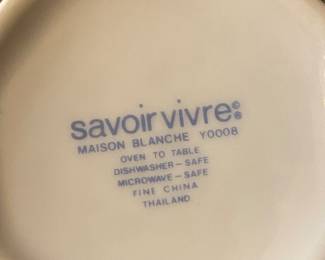 savoir vivre©®
MAISON BLANCHE Y0008
OVEN TO TABLE
DISHWASHER-SAFE
MICROWAVE-SAFE
FINE CHINA
THAILAND